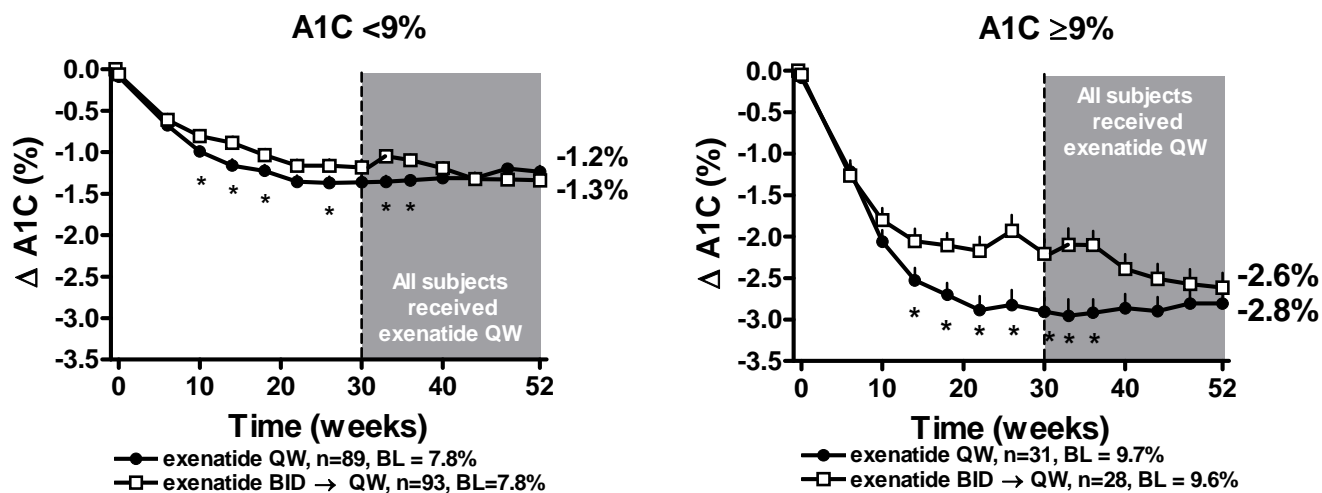 A1C <9%
0.0
-0.5
-1.0
-1.5
-2.0
-2.5
-3.0
-3.5
Δ A1C (%)
-1.2%
-1.3%
* * * * * *
All subjects
received
exenatide QW
0 10 20 30 40 52
Time (weeks)
exenatide QW, n=89, BL = 7.8%
exenatide BID → QW, n=93, BL=7.8%
A1C ≥9%
0.0
-0.5
-1.0
-1.5
-2.0
-2.5
-3.0
-3.5
Δ A1C (%)
All subjects
received
exenatide QW
-2.6%
-2.8%
* * * * * * *
0 10 20 30 40 52
Time (weeks)
exenatide QW, n=31, BL = 9.7%
exenatide BID → QW, n=28, BL = 9.6%